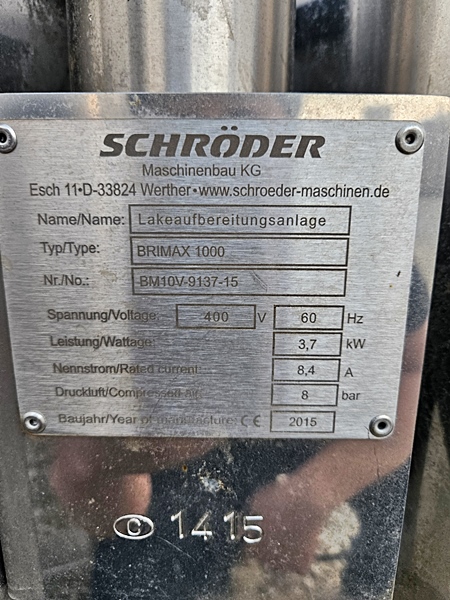 SCHRÖDER
Maschinenbau KG
Esch 11•D-33824 Werther•www.schroeder-maschinen.de
Name/Name: Lakeaufbereitungsanlage
Typ/Type: BRIMAX 1000
Nr./No.: BM10V-9137-15
Spannung/Voltage: 400 V 60 Hz
Leistung/Wattage: 3,7 kW
Nennstrom/Rated current: 8,4 A
Druckluft/Compressed air: 8 bar
Baujahr/Year of manufacture: CE 2015
C 1415